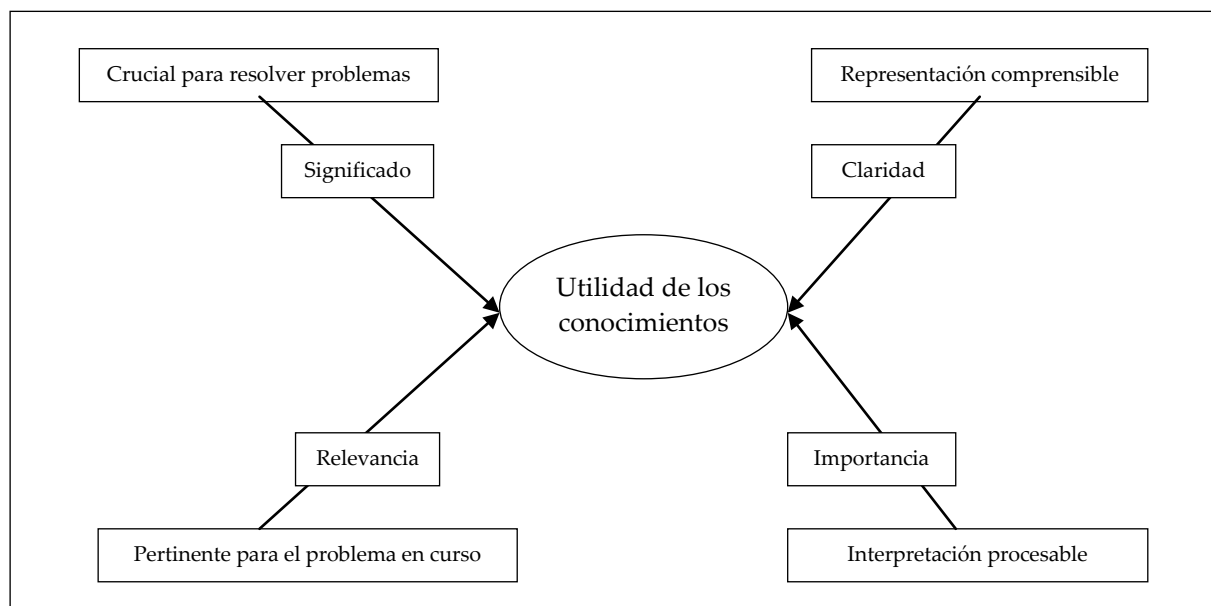 Crucial para resolver problemas
Representación comprensible
Significado
Claridad
Utilidad de los
conocimientos
Relevancia
Importancia
Pertinente para el problema en curso
Interpretación procesable